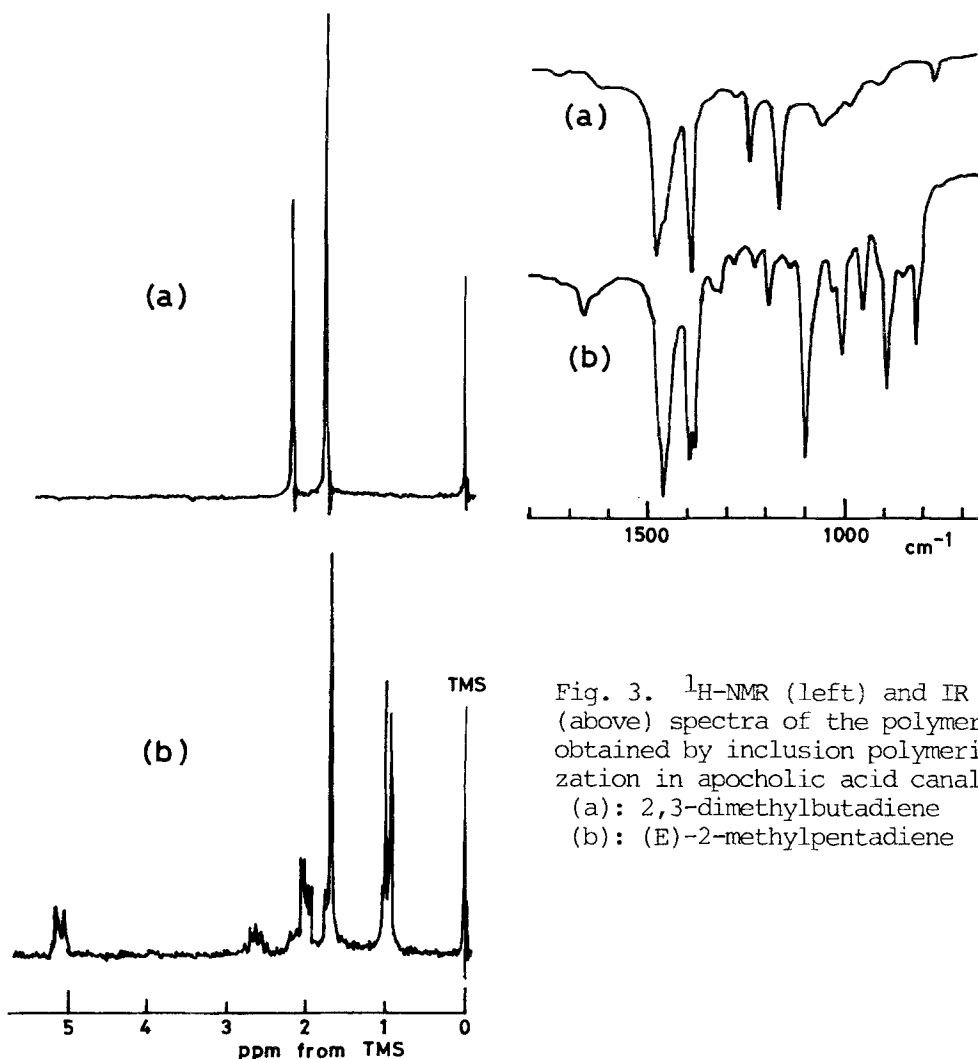 (a)
(b)
1500
1000
cm⁻¹
(a)
(b)
TMS
5
4
3
2
1
0
ppm from TMS
Fig. 3. ¹H-NMR (left) and IR
(above) spectra of the polymer
obtained by inclusion polymeri
zation in apocholic acid canal
(a): 2,3-dimethylbutadiene
(b): (E)-2-methylpentadiene